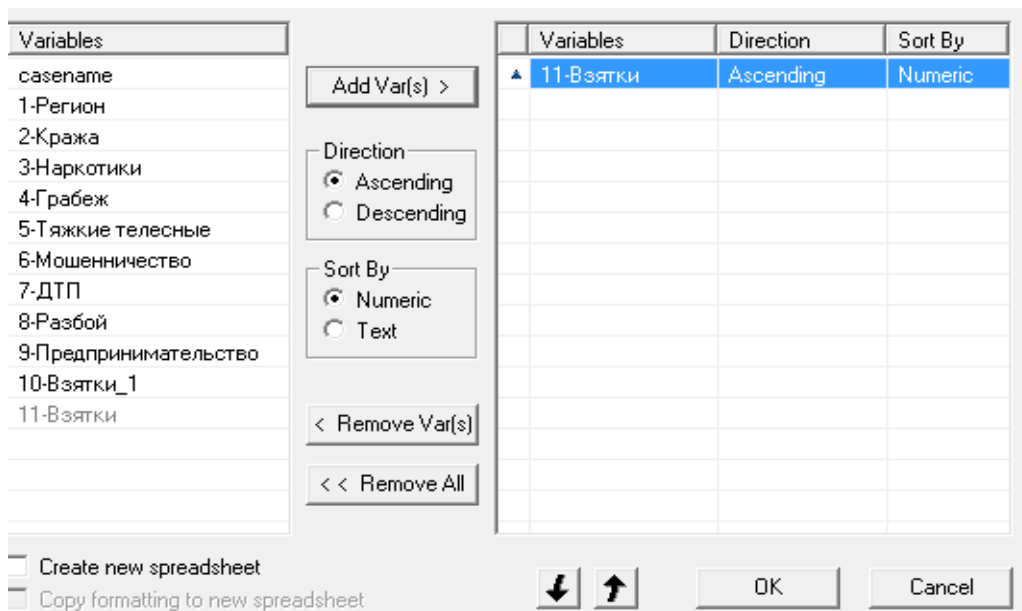 Variables
casename
1-Регион
2-Кража
3-Наркотики
4-Грабеж
5-Тяжкие телесные
6-Мошенничество
7-ДТП
8-Разбой
9-Предпринимательство
10-Взятки_1
11-Взятки
Add Var(s) >
Direction
Ascending
Descending
Sort By
Numeric
Text
< Remove Var(s)
< < Remove All
Variables Direction Sort By
11-Взятки Ascending Numeric
Create new spreadsheet
Copy formatting to new spreadsheet
OK Cancel